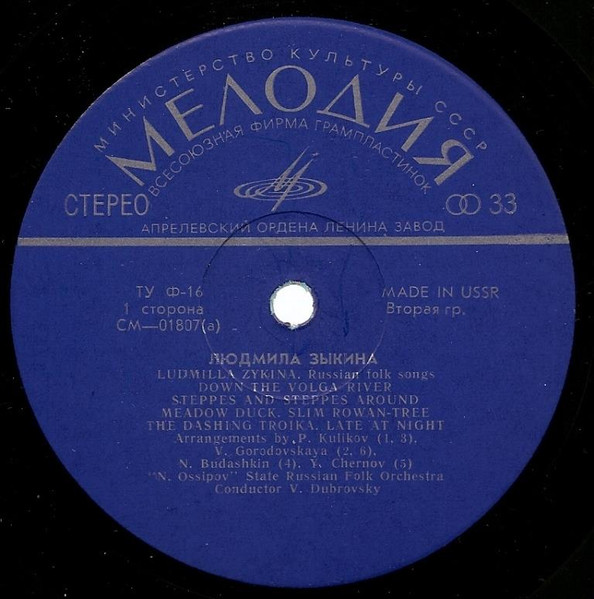 МИНИСТЕРСТВО КУЛЬТУРЫ СССР
МЕЛОДИЯ
ВСЕСОЮЗНАЯ ФИРМА ГРАМПЛАСТИНОК
СТЕРЕО
33
АПРЕЛЕВСКИЙ ОРДЕНА ЛЕНИНА ЗАВОД
ТУ Ф-16
MADE IN USSR
1 сторона
Вторая гр.
СМ—01807(а)
ЛЮДМИЛА ЗЫКИНА
LUDMILLA ZYKINA. Russian folk songs
DOWN THE VOLGA RIVER
STEPPES AND STEPPES AROUND
MEADOW DUCK. SLIM ROWAN-TREE
THE DASHING TROIKA. LATE AT NIGHT
Arrangements by P. Kulikov (1, 3),
V. Gorodovskaya (2, 6),
N. Budashkin (4), Y. Chernov (5)
"N. Ossipov" State Russian Folk Orchestra
Conductor V. Dubrovsky